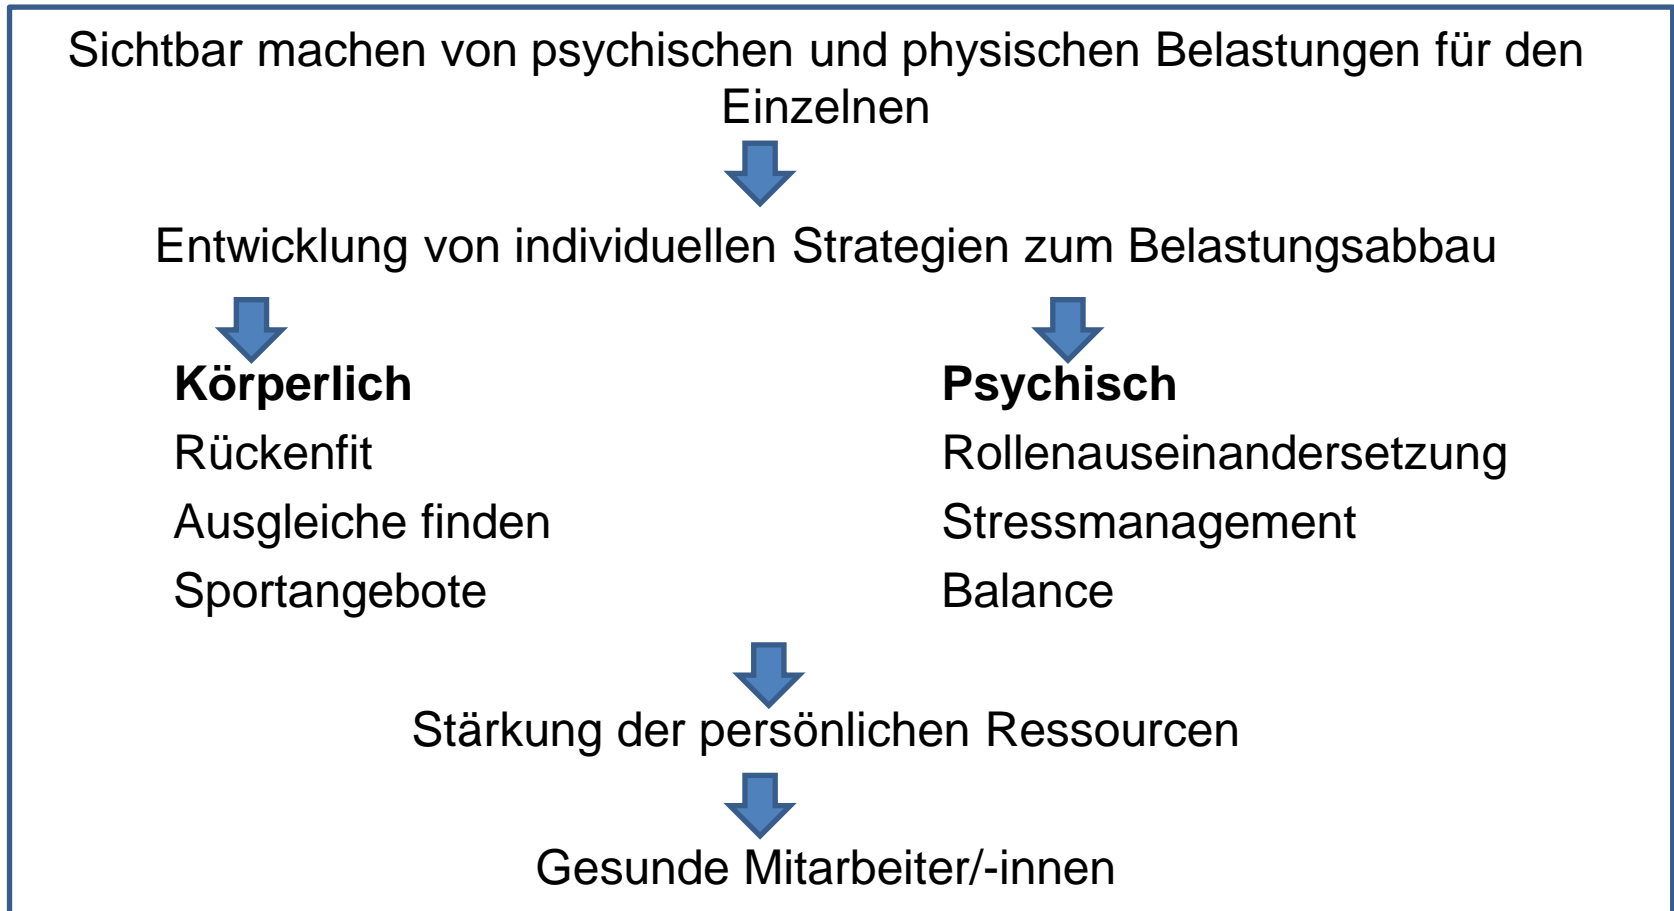 Sichtbar machen von psychischen und physischen Belastungen für den
Einzelnen
Entwicklung von individuellen Strategien zum Belastungsabbau
Körperlich
Rückenfit
Ausgleiche finden
Sportangebote
Psychisch
Rollenauseinandersetzung
Stressmanagement
Balance
Stärkung der persönlichen Ressourcen
Gesunde Mitarbeiter/-innen